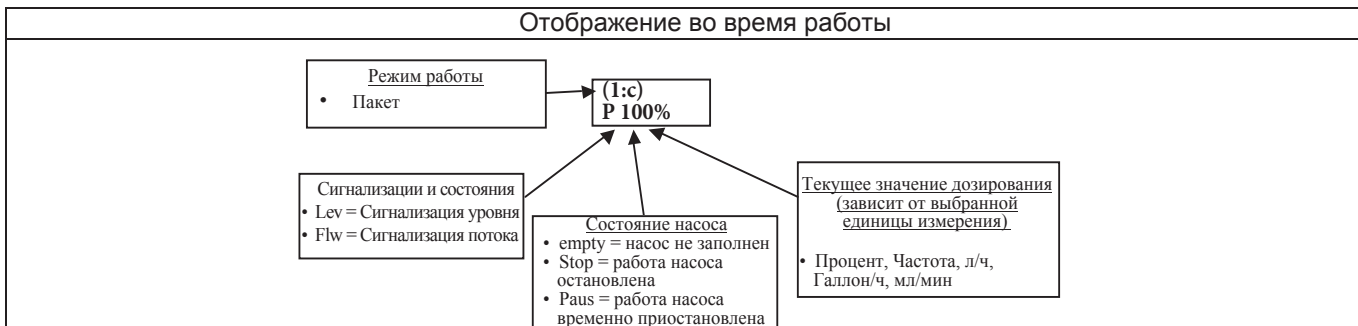 Отображение во время работы
Режим работы
• Пакет
(1:c)
P 100%
Сигнализации и состояния
• Lev = Сигнализация уровня
• Flw = Сигнализация потока
Состояние насоса
• empty = насос не заполнен
• Stop = работа насоса
остановлена
• Paus = работа насоса
временно приостановлена
Текущее значение дозирования
(зависит от выбранной
единицы измерения)
• Процент, Частота, л/ч,
Галлон/ч, мл/мин